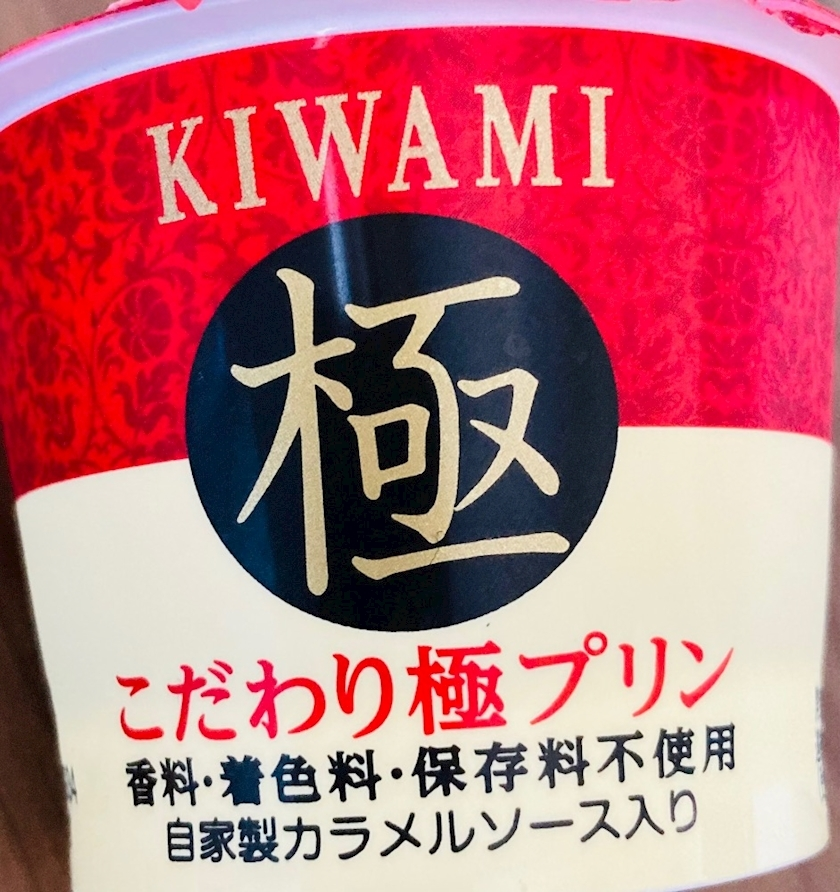 KIWAMI
極
こだわり極プリン
香料・着色料・保存料不使用
自家製カラメルソース入り